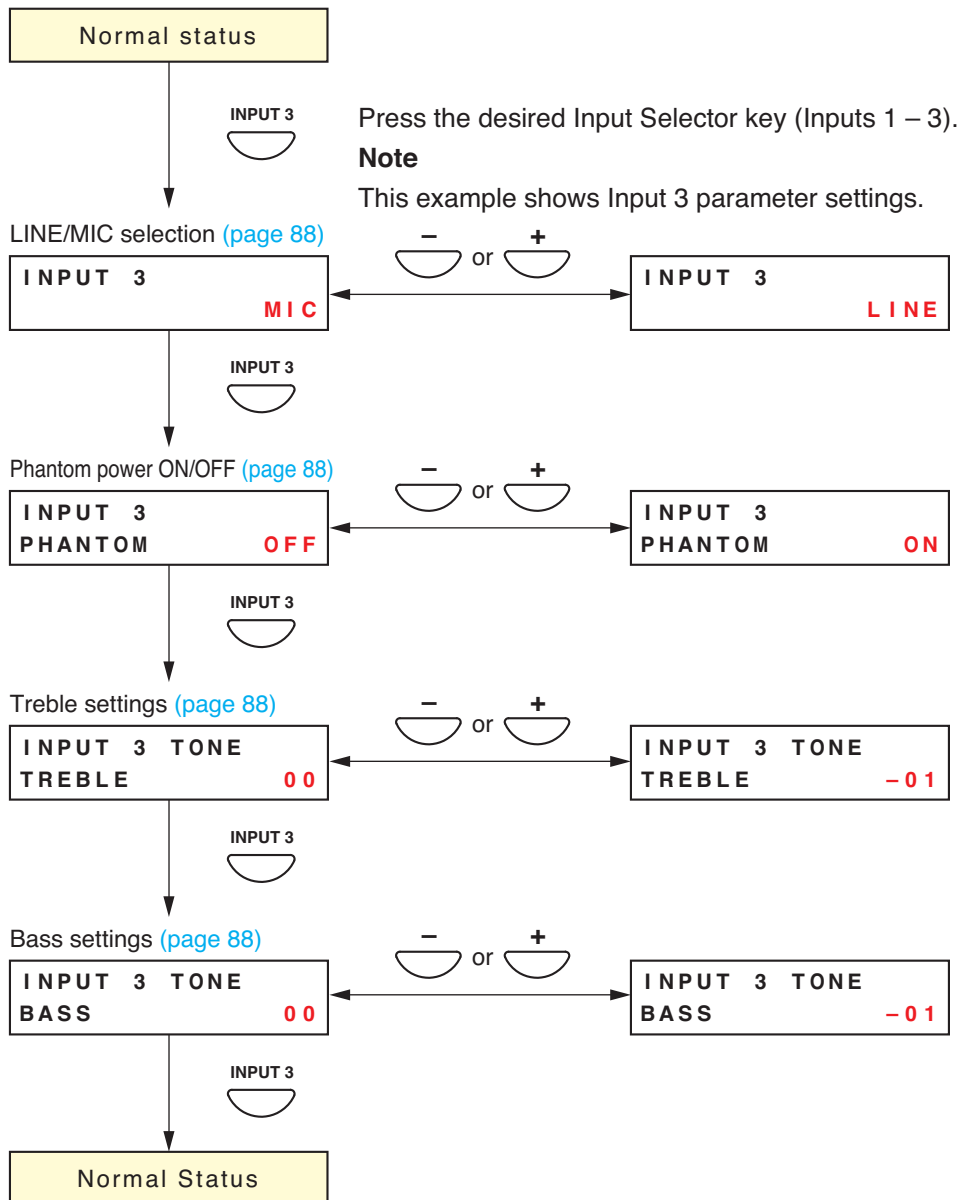 Normal status
INPUT 3
Press the desired Input Selector key (Inputs 1 – 3).
Note
This example shows Input 3 parameter settings.
LINE/MIC selection (page 88)
– or +
INPUT 3
MIC
INPUT 3
LINE
INPUT 3
Phantom power ON/OFF (page 88)
– or +
INPUT 3
PHANTOM OFF
INPUT 3
PHANTOM ON
INPUT 3
Treble settings (page 88)
– or +
INPUT 3 TONE
TREBLE 00
INPUT 3 TONE
TREBLE –01
INPUT 3
Bass settings (page 88)
– or +
INPUT 3 TONE
BASS 00
INPUT 3 TONE
BASS –01
INPUT 3
Normal Status